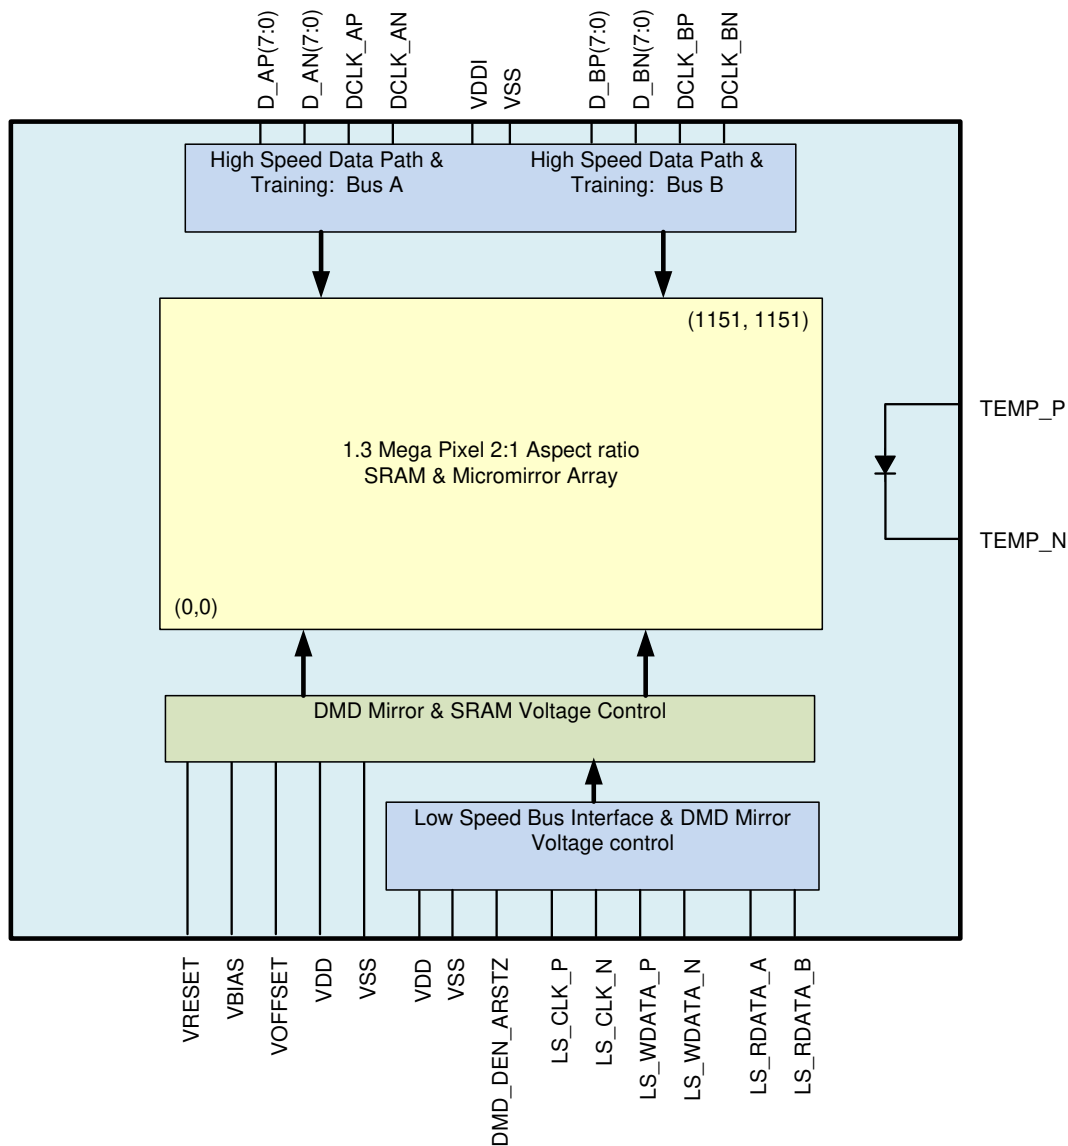 D_AP(7:0)
D_AN(7:0)
DCLK_AP
DCLK_AN
VDDI
VSS
D_BP(7:0)
D_BN(7:0)
DCLK_BP
DCLK_BN
High Speed Data Path &
Training: Bus A
High Speed Data Path &
Training: Bus B
(1151, 1151)
1.3 Mega Pixel 2:1 Aspect ratio
SRAM & Micromirror Array
(0,0)
TEMP_P
TEMP_N
DMD Mirror & SRAM Voltage Control
Low Speed Bus Interface & DMD Mirror
Voltage control
VRESET
VBIAS
VOFFSET
VDD
VSS
VDD
VSS
DMD_DEN_ARSTZ
LS_CLK_P
LS_CLK_N
LS_WDATA_P
LS_WDATA_N
LS_RDATA_A
LS_RDATA_B